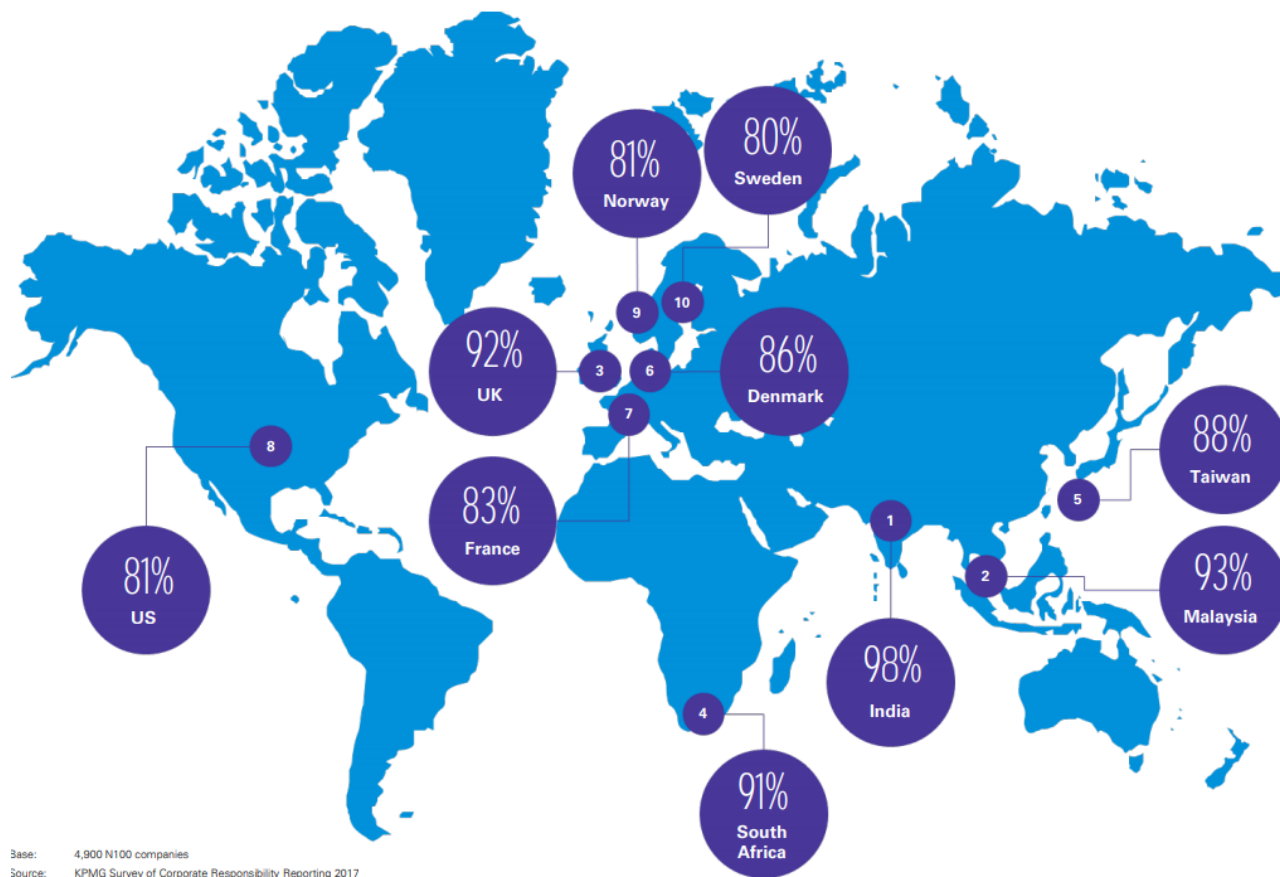 80%
Sweden
81%
Norway
10
9
92%
UK
3
6
86%
Denmark
7
8
88%
Taiwan
83%
France
5
1
81%
US
2
93%
Malaysia
98%
India
4
91%
South
Africa
Base: 4,900 N100 companies
Source: KPMG Survey of Corporate Responsibility Reporting 2017